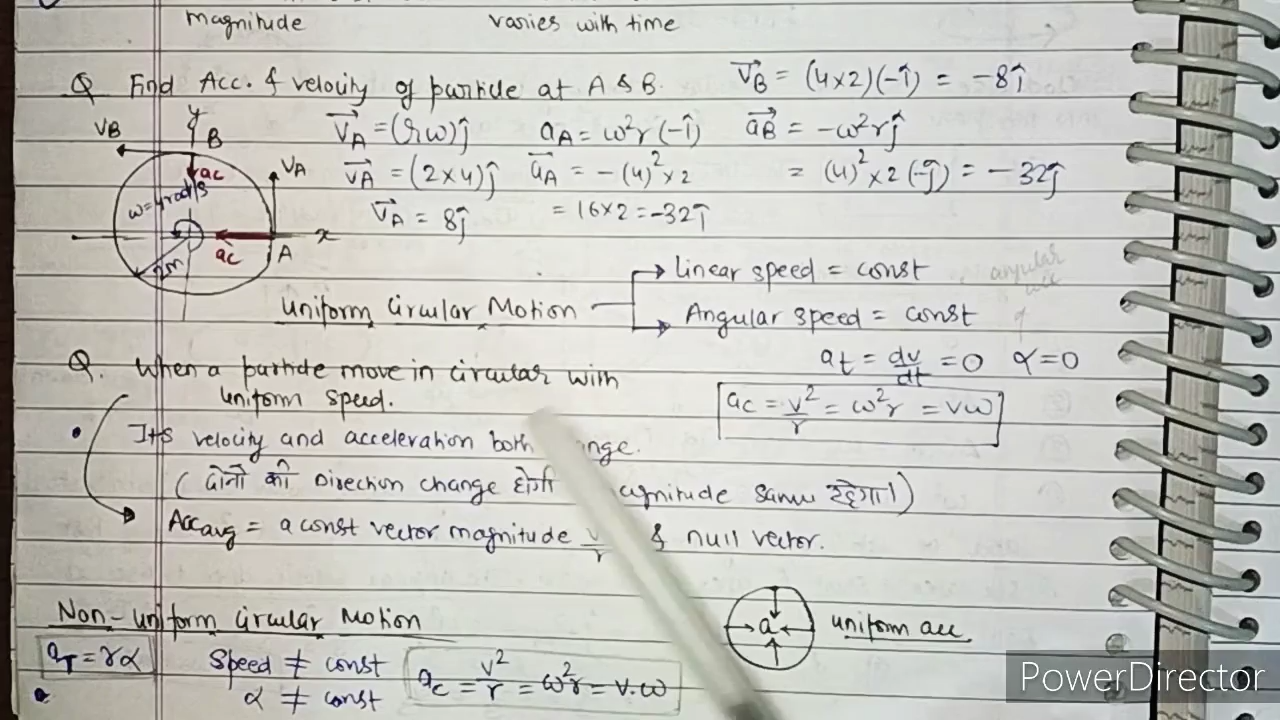 magnitude varies with time
Q Find Acc. & velocity of particle at A & B. V⃗B = (4×2)(-î) = -8î
V⃗A = (rω)ĵ aA = ω²r(-î) a⃗B = -ω²rĵ
V⃗A = (2×4)ĵ a⃗A = -(4)²×2 = (4)²×2(-ĵ) = -32ĵ
V⃗A = 8ĵ = 16×2 = -32î
VB y B ac VA
ω=4rad/s
2m ac A x
Uniform Circular Motion → Linear speed = const
→ Angular speed = const
at = dv/dt = 0 α = 0
Q. When a particle move in circular with
uniform speed.
ac = v²/r = ω²r = vω
• Its velocity and acceleration both
(दोनो की Direction change होगी magnitude same रहेगा।)
Accavg = a const vector magnitude & null vector.
Non-uniform Circular Motion
aT = rα Speed ≠ const ac = v²/r = ω²r = v.ω
α ≠ const
a uniform acc
PowerDirector